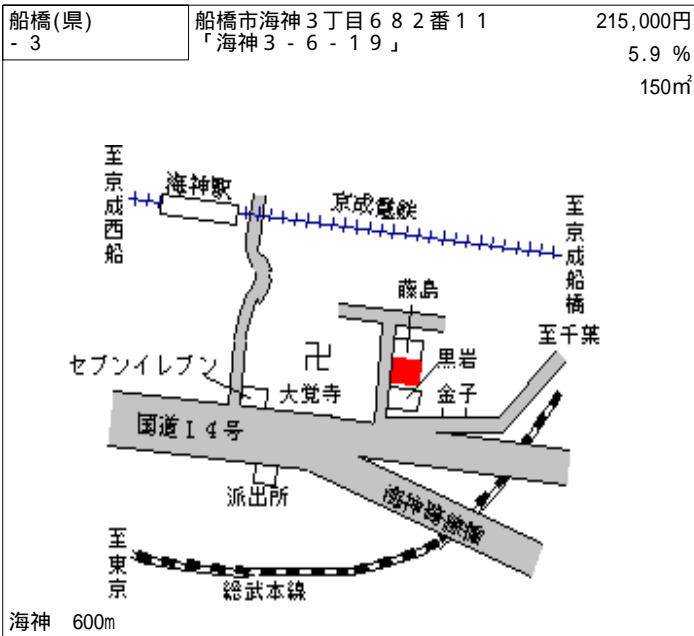 船橋(県)
- 3
船橋市海神３丁目６８２番１１
「海神３-６-１９」
215,000円
5.9 %
150㎡
至京成西船
海神駅
京成電鉄
至京成船橋
藤島
至千葉
セブンイレブン
卍
大覚寺
黒岩
金子
国道14号
派出所
海神跨線橋
至東京
総武本線
海神 600m